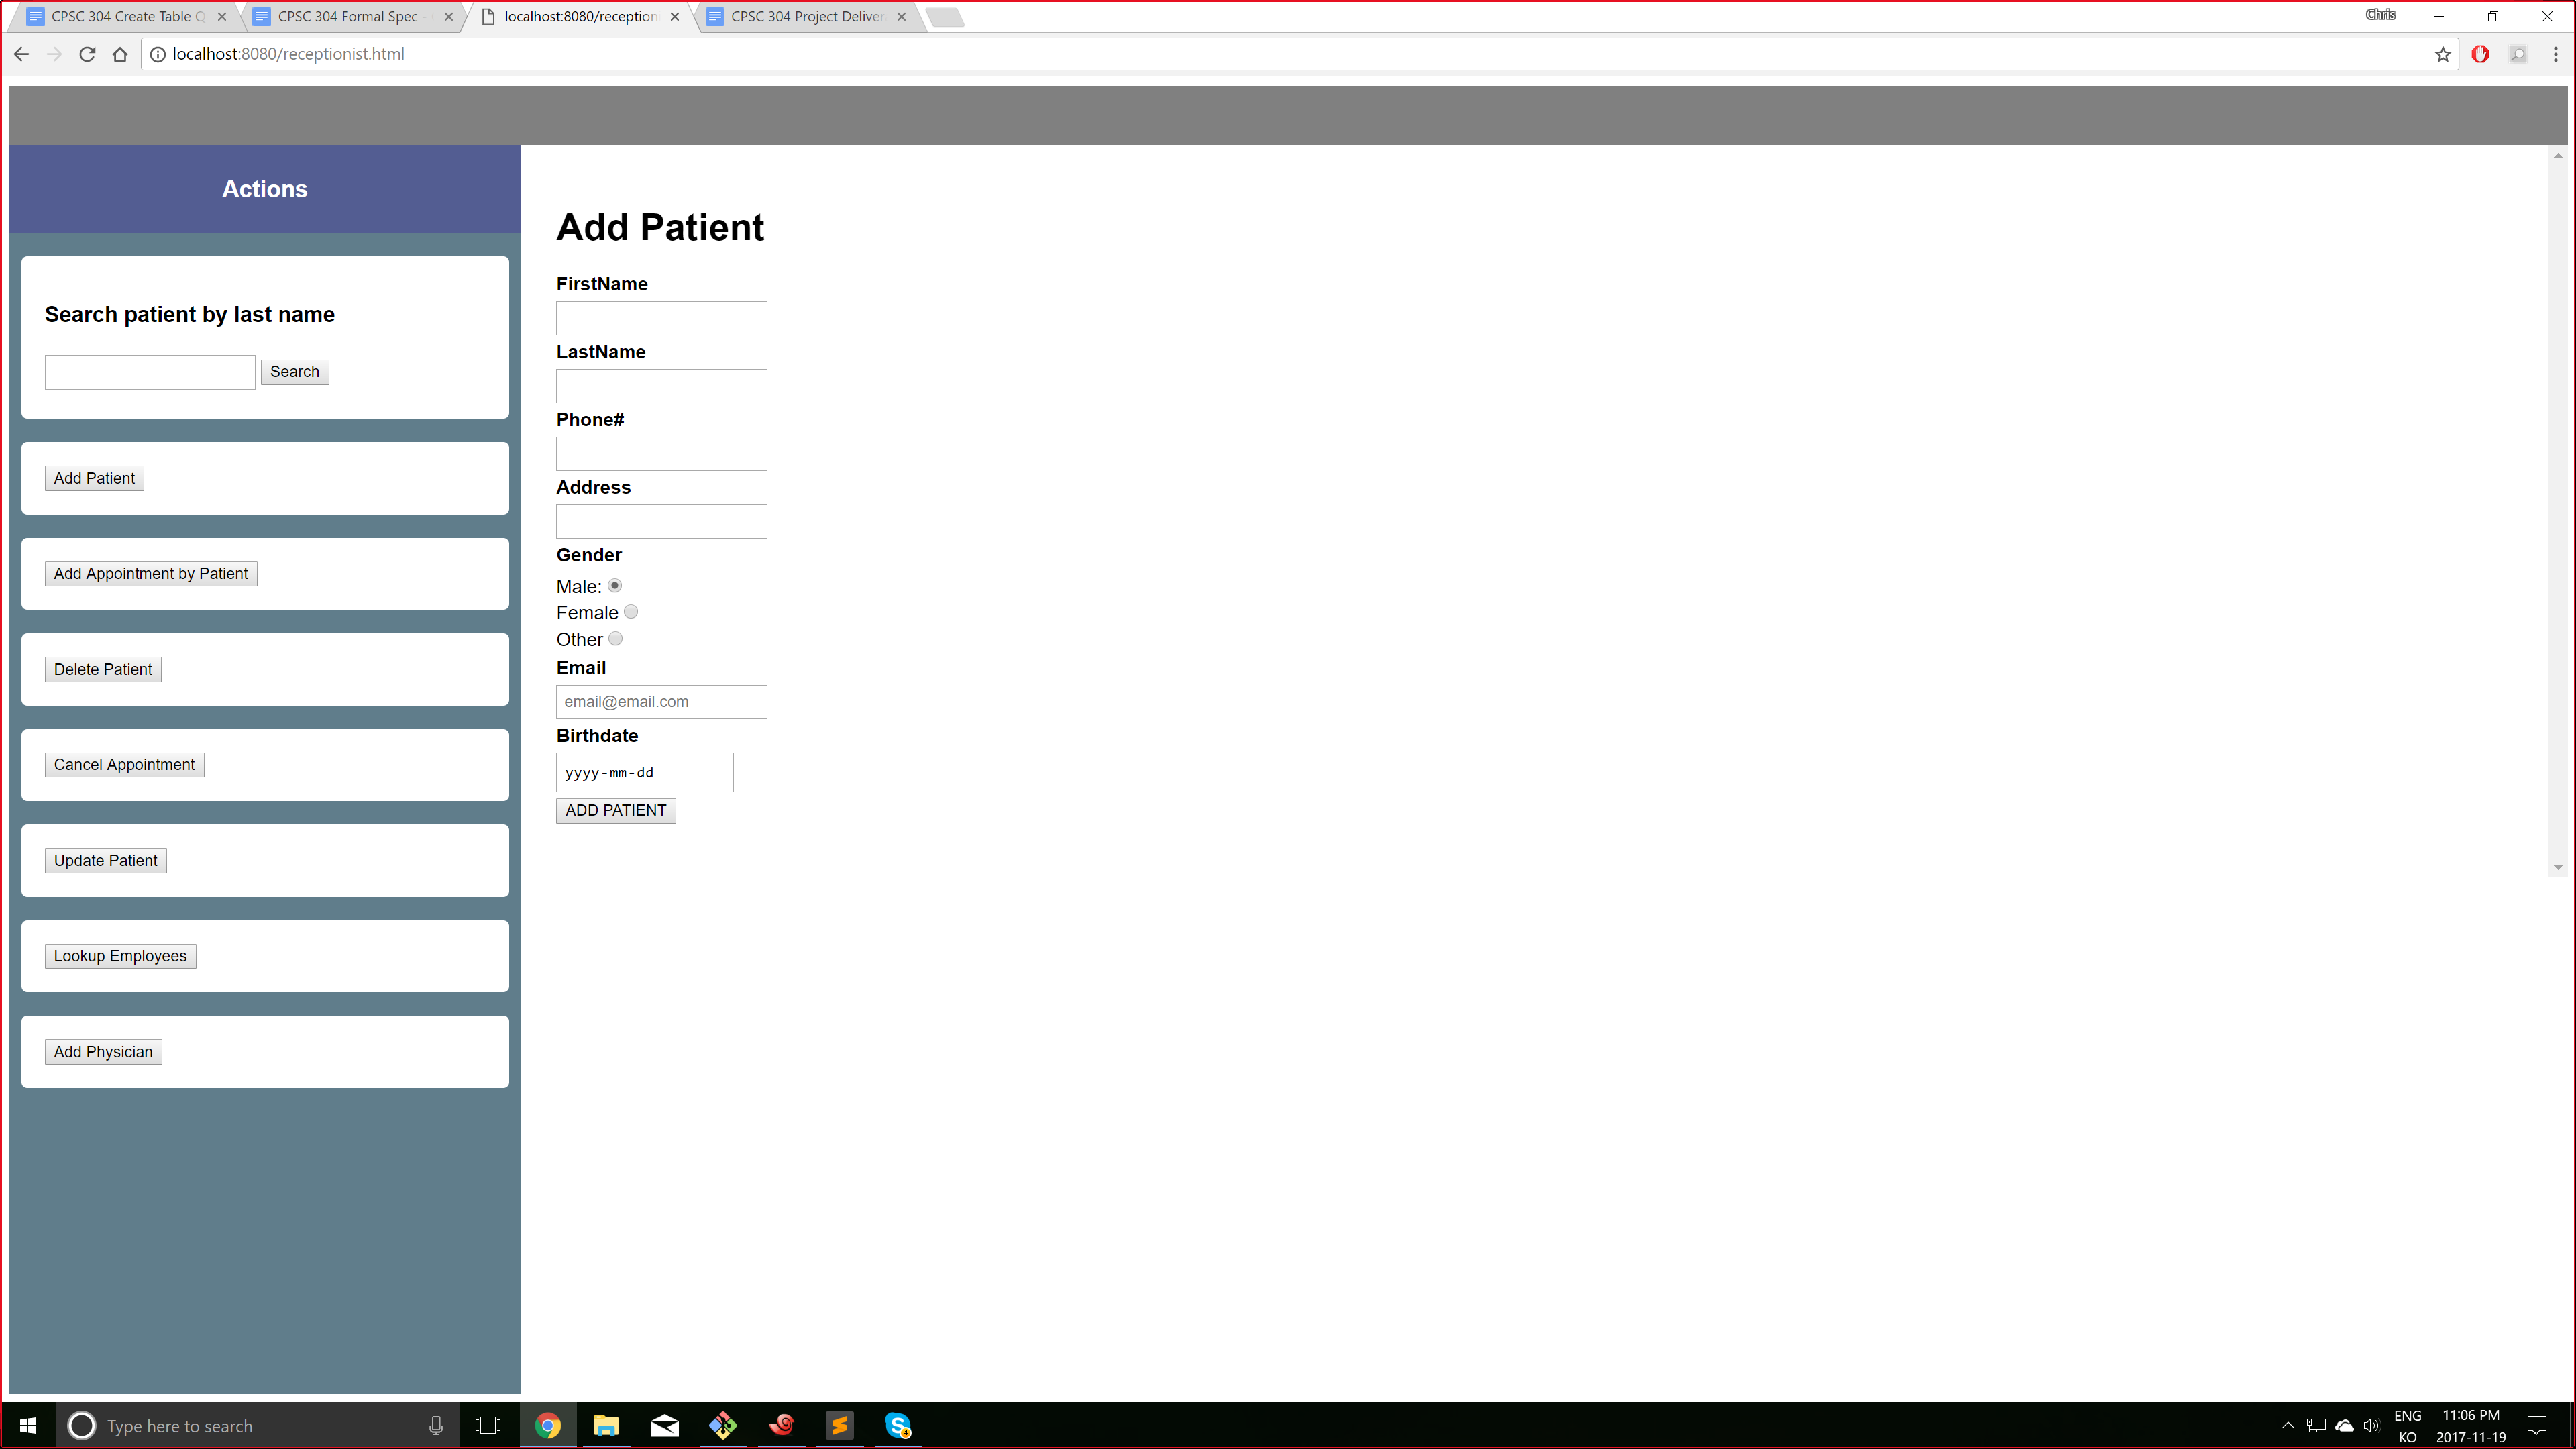 CPSC 304 Create Table Q
CPSC 304 Formal Spec -
localhost:8080/reception
CPSC 304 Project Deliver
Chris
localhost:8080/receptionist.html
Actions
Search patient by last name
Search
Add Patient
Add Appointment by Patient
Delete Patient
Cancel Appointment
Update Patient
Lookup Employees
Add Physician
Add Patient
FirstName
LastName
Phone#
Address
Gender
Male:
Female
Other
Email
email@email.com
Birthdate
yyyy-mm-dd
ADD PATIENT
Type here to search
S
4
ENG
KO
11:06 PM
2017-11-19